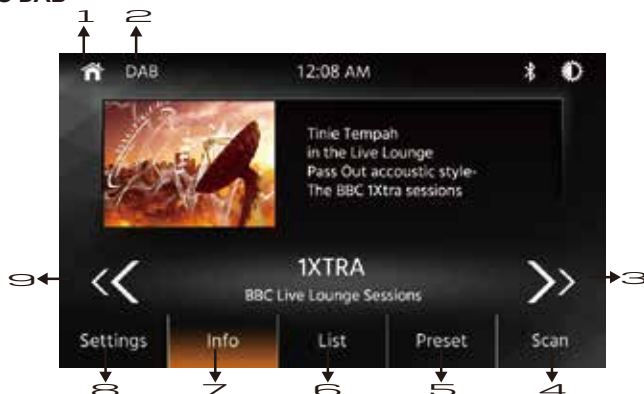 1 2
DAB 12:08 AM
Tinie Tempah
in the Live Lounge
Pass Out accoustic style-
The BBC 1Xtra sessions
9 1XTRA 3
BBC Live Lounge Sessions
Settings Info List Preset Scan
8 7 6 5 4